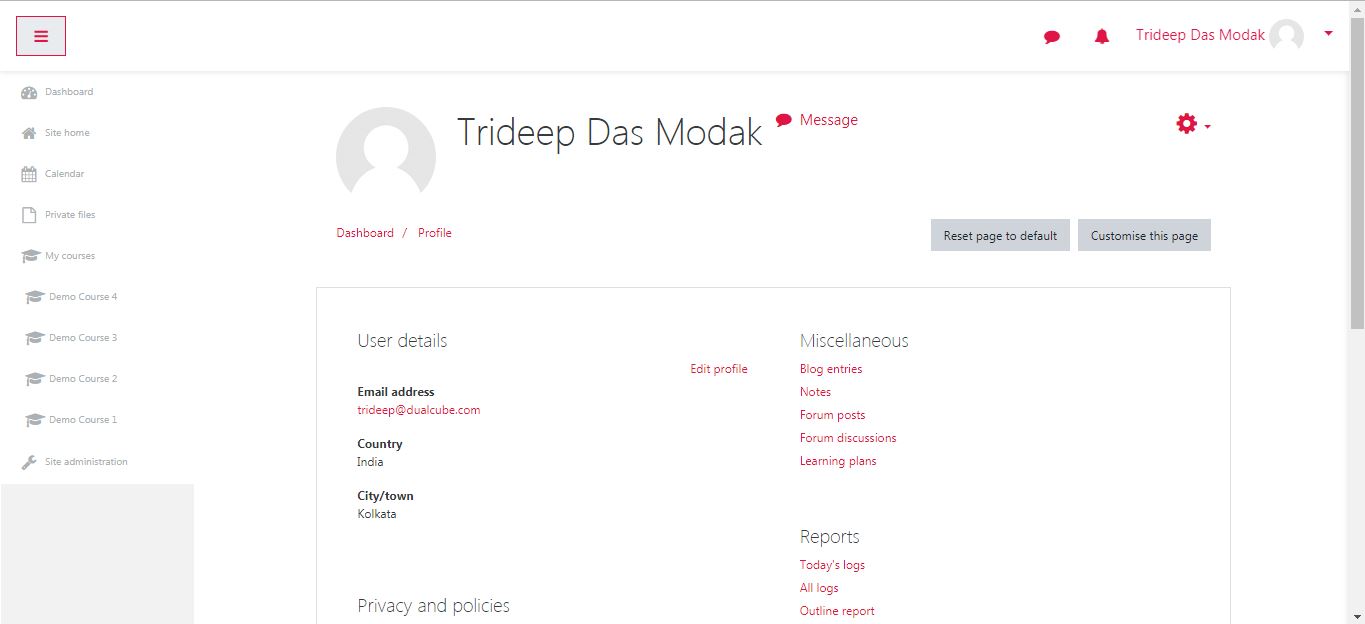 Trideep Das Modak
Dashboard
Site home
Calendar
Private files
My courses
Demo Course 4
Demo Course 3
Demo Course 2
Demo Course 1
Site administration
Trideep Das Modak
Message
Dashboard / Profile
Reset page to default
Customise this page
User details
Edit profile
Email address
trideep@dualcube.com
Country
India
City/town
Kolkata
Privacy and policies
Miscellaneous
Blog entries
Notes
Forum posts
Forum discussions
Learning plans
Reports
Today's logs
All logs
Outline report